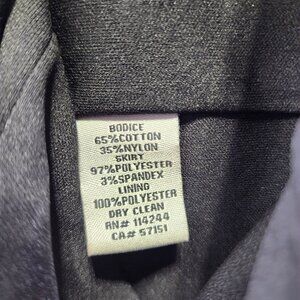 BODICE
65%COTTON
35%NYLON
SKIRT
97%POLYESTER
3%SPANDEX
LINING
100%POLYESTER
DRY CLEAN
RN# 114244
CA# 57151